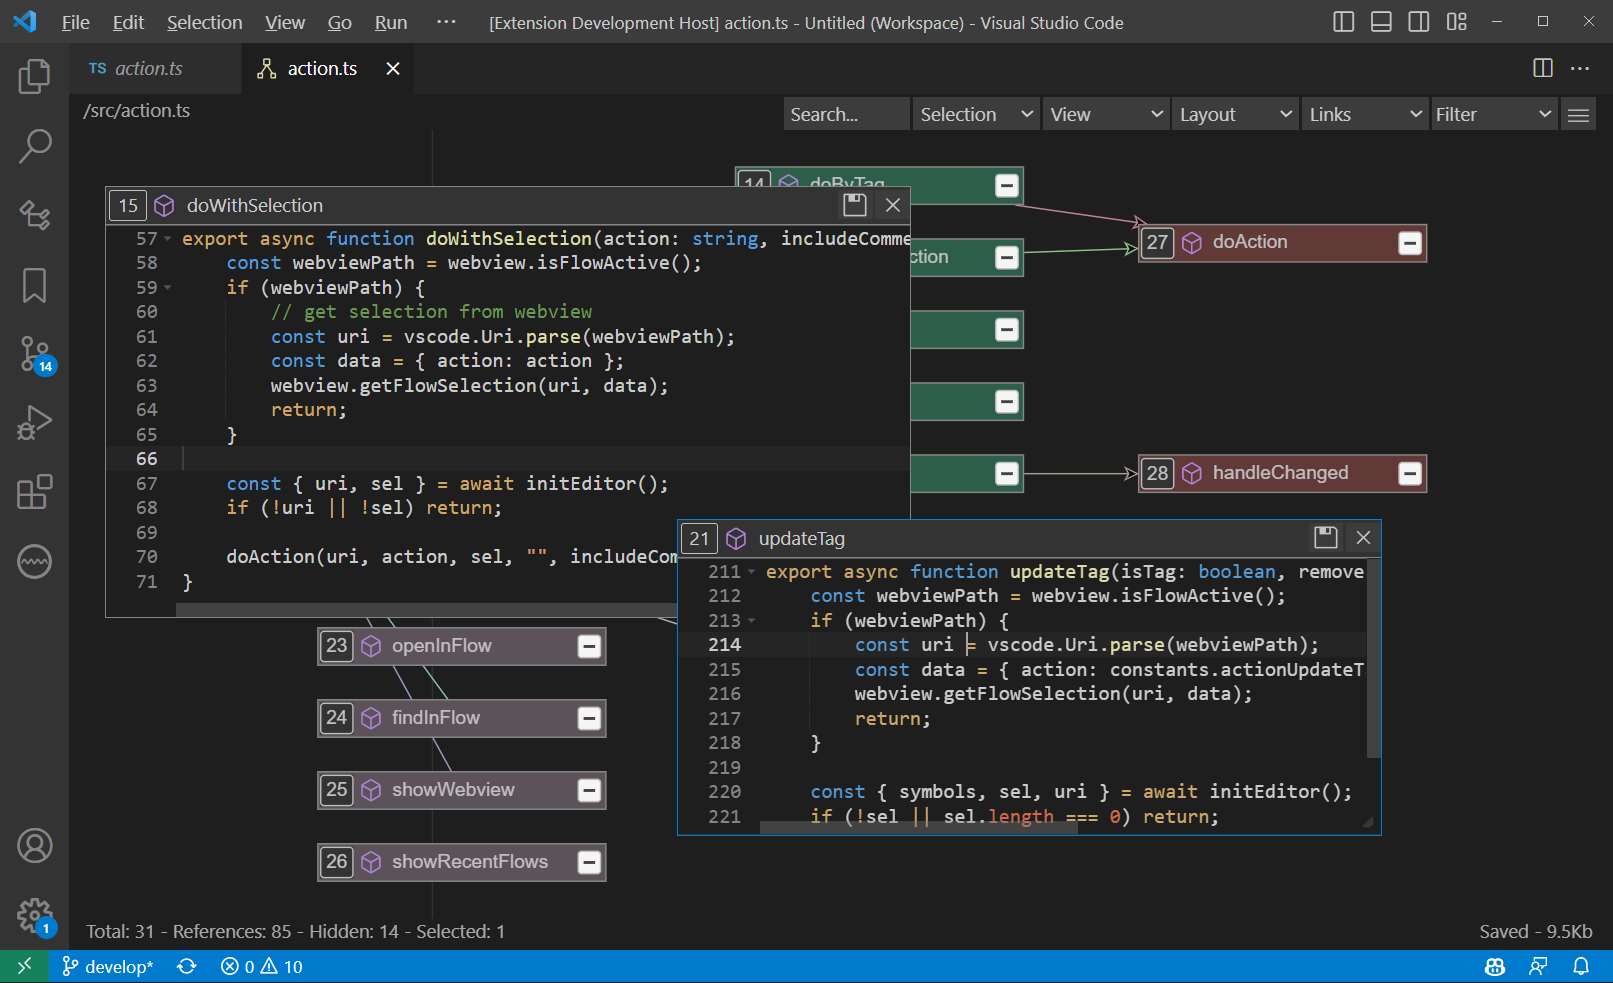 File Edit Selection View Go Run ··· [Extension Development Host] action.ts - Untitled (Workspace) - Visual Studio Code
TS action.ts action.ts
/src/action.ts
Search... Selection View Layout Links Filter
14 doByTag
15 doWithSelection
57 export async function doWithSelection(action: string, includeComme
58 const webviewPath = webview.isFlowActive();
59 if (webviewPath) {
60 // get selection from webview
61 const uri = vscode.Uri.parse(webviewPath);
62 const data = { action: action };
63 webview.getFlowSelection(uri, data);
64 return;
65 }
66
67 const { uri, sel } = await initEditor();
68 if (!uri || !sel) return;
69
70 doAction(uri, action, sel, "", includeCom
71 }
ction
27 doAction
28 handleChanged
21 updateTag
211 export async function updateTag(isTag: boolean, remove
212 const webviewPath = webview.isFlowActive();
213 if (webviewPath) {
214 const uri = vscode.Uri.parse(webviewPath);
215 const data = { action: constants.actionUpdateT
216 webview.getFlowSelection(uri, data);
217 return;
218 }
219
220 const { symbols, sel, uri } = await initEditor();
221 if (!sel || sel.length === 0) return;
23 openInFlow
24 findInFlow
25 showWebview
26 showRecentFlows
14
1
Total: 31 - References: 85 - Hidden: 14 - Selected: 1
Saved - 9.5Kb
develop* 0 10